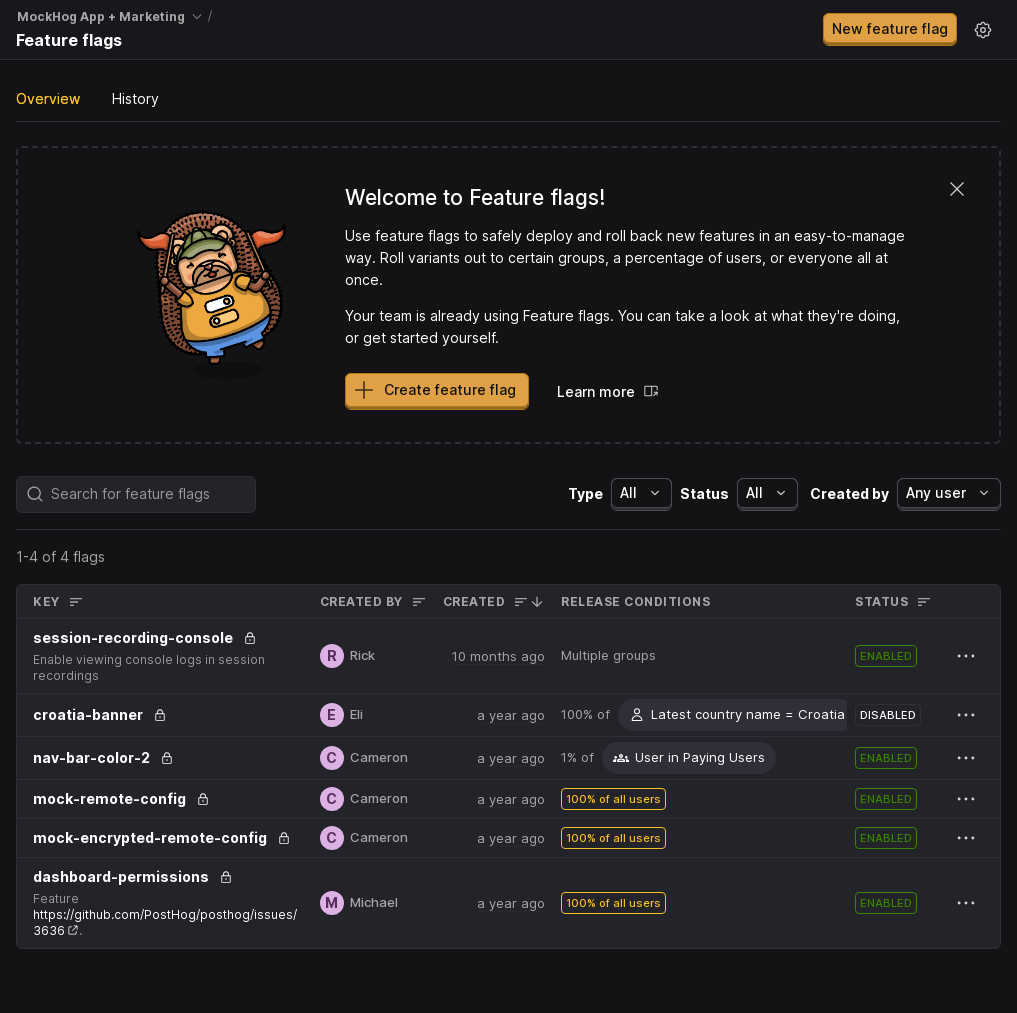 MockHog App + Marketing /
Feature flags
New feature flag
Overview History
Welcome to Feature flags!
Use feature flags to safely deploy and roll back new features in an easy-to-manage
way. Roll variants out to certain groups, a percentage of users, or everyone all at
once.
Your team is already using Feature flags. You can take a look at what they're doing,
or get started yourself.
Create feature flag Learn more
Search for feature flags Type All Status All Created by Any user
1-4 of 4 flags
KEY CREATED BY CREATED RELEASE CONDITIONS STATUS
session-recording-console
Enable viewing console logs in session
recordings
R Rick 10 months ago Multiple groups ENABLED
croatia-banner E Eli a year ago 100% of Latest country name = Croatia DISABLED
nav-bar-color-2 C Cameron a year ago 1% of User in Paying Users ENABLED
mock-remote-config C Cameron a year ago 100% of all users ENABLED
mock-encrypted-remote-config C Cameron a year ago 100% of all users ENABLED
dashboard-permissions
Feature
https://github.com/PostHog/posthog/issues/
3636.
M Michael a year ago 100% of all users ENABLED